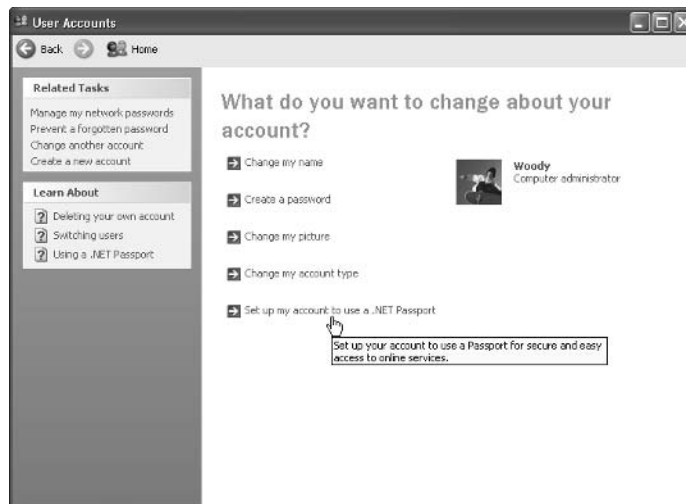 User Accounts
Back Home
Related Tasks
Manage my network passwords
Prevent a forgotten password
Change another account
Create a new account
Learn About
Deleting your own account
Switching users
Using a .NET Passport
What do you want to change about your
account?
Change my name
Create a password
Change my picture
Change my account type
Set up my account to use a .NET Passport
Woody
Computer administrator
Set up your account to use a Passport for secure and easy
access to online services.